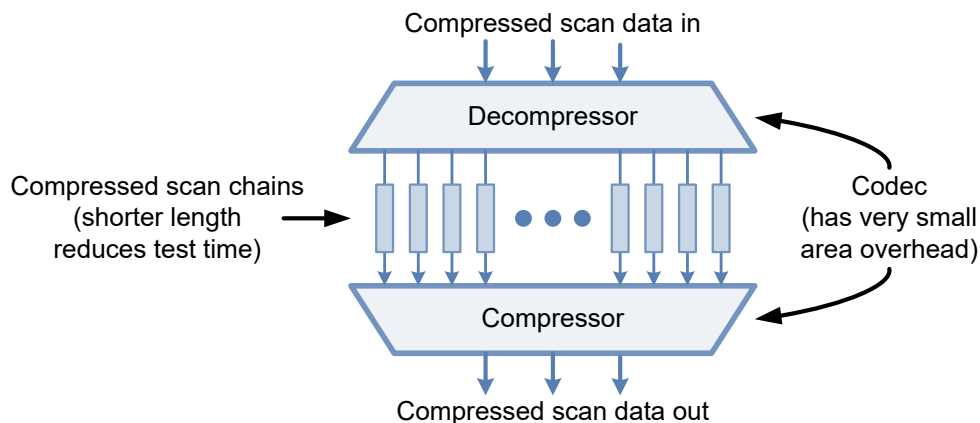 Compressed scan data in
Decompressor
Compressed scan chains
(shorter length
reduces test time)
Codec
(has very small
area overhead)
Compressor
Compressed scan data out